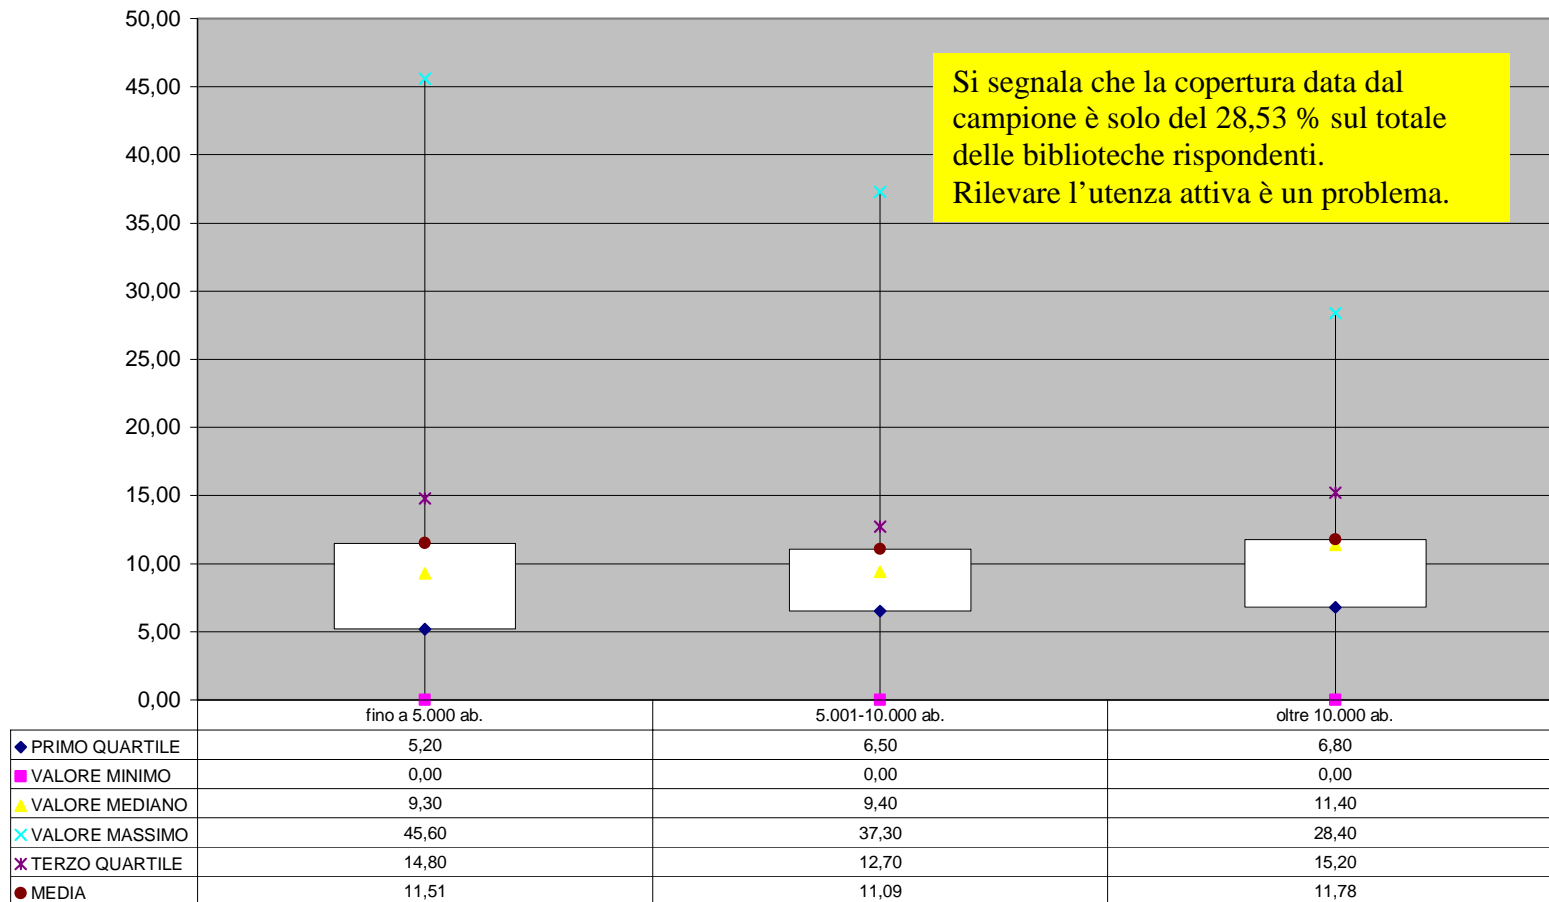 50,00
45,00
40,00
35,00
30,00
25,00
20,00
15,00
10,00
5,00
0,00
Si segnala che la copertura data dal
campione è solo del 28,53 % sul totale
delle biblioteche rispondenti.
Rilevare l’utenza attiva è un problema.
fino a 5.000 ab. 5.001-10.000 ab. oltre 10.000 ab.
PRIMO QUARTILE 5,20 6,50 6,80
VALORE MINIMO 0,00 0,00 0,00
VALORE MEDIANO 9,30 9,40 11,40
VALORE MASSIMO 45,60 37,30 28,40
TERZO QUARTILE 14,80 12,70 15,20
MEDIA 11,51 11,09 11,78